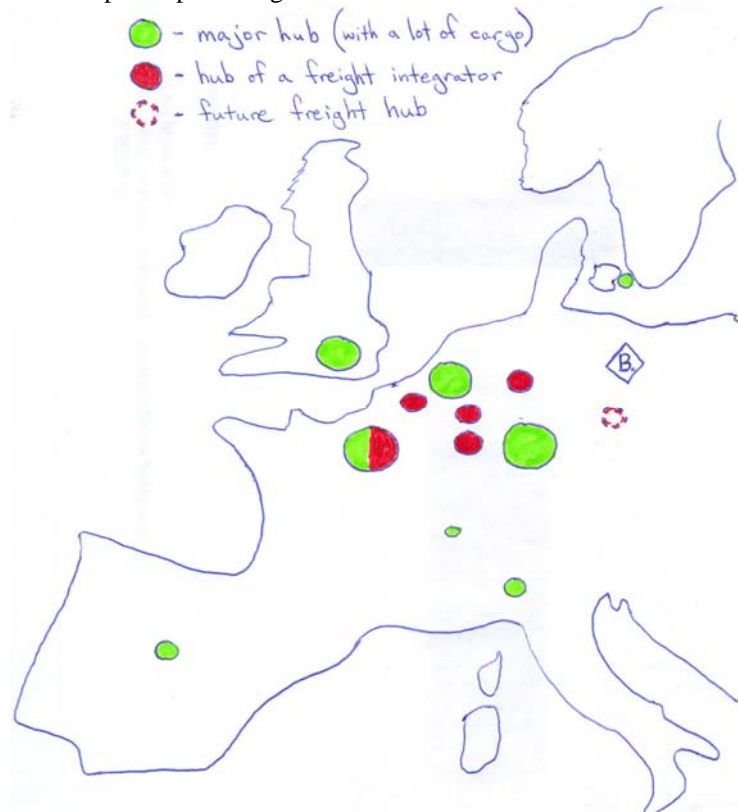 - major hub (with a lot of cargo)
- hub of a freight integrator
- future freight hub
B.